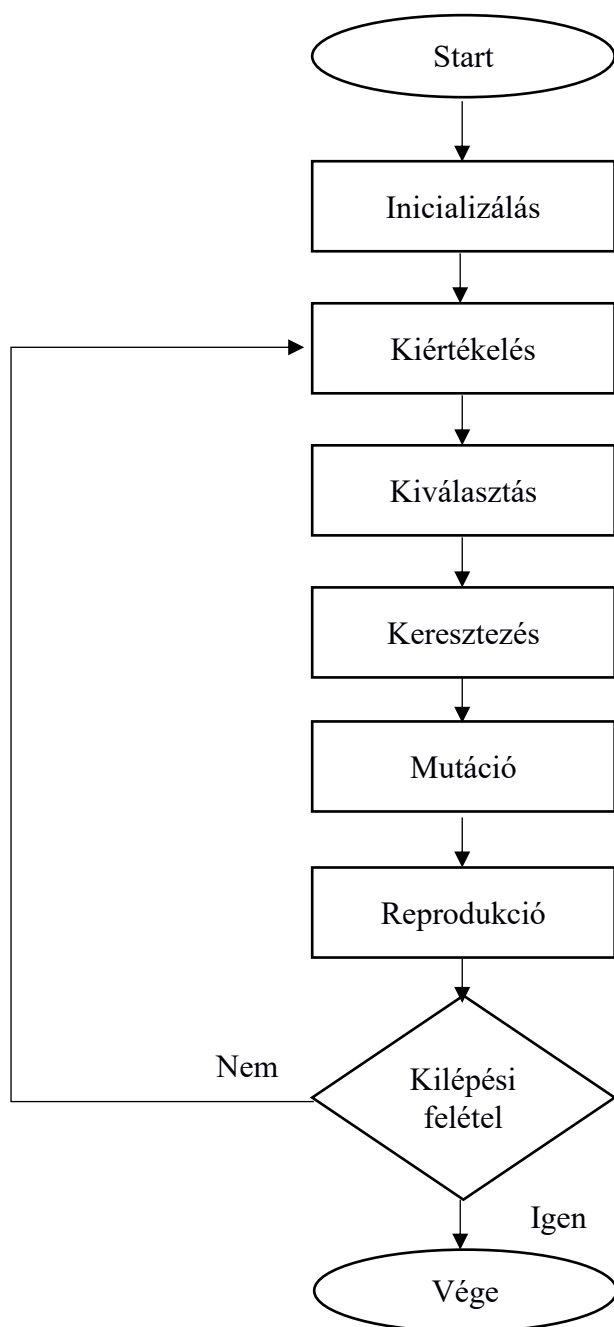 Start
Inicializálás
Kiértékelés
Kiválasztás
Keresztezés
Mutáció
Reprodukció
Nem
Kilépési
felétel
Igen
Vége